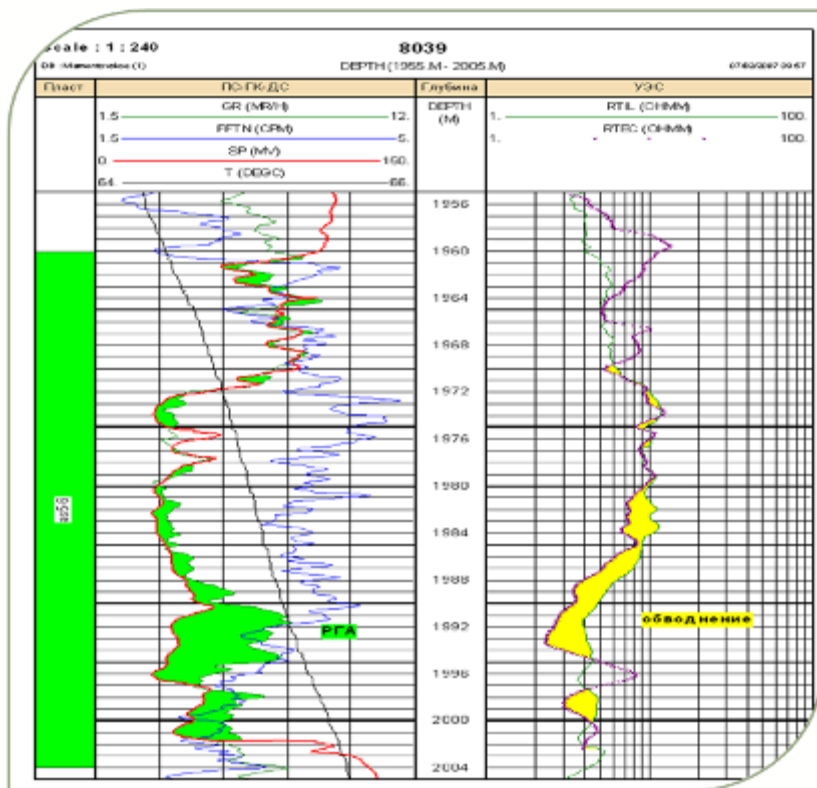 Scale : 1 : 240
8039
DEPTH (1955.M - 2005.M)
Пласт
ПС-ГК-ДС
Глубина
УЭС
GR (MR/H)
1.5 12.
FFTN (CPM)
1.5 5.
SP (MV)
0. 150.
T (DEGC)
64. 66.
DEPTH
(M)
RTIL (OHMM)
1. 100.
RTEC (OHMM)
1. 100.
1956
1960
1964
1968
1972
1976
1980
1984
1988
1992
1996
2000
2004
РГА
обводнение